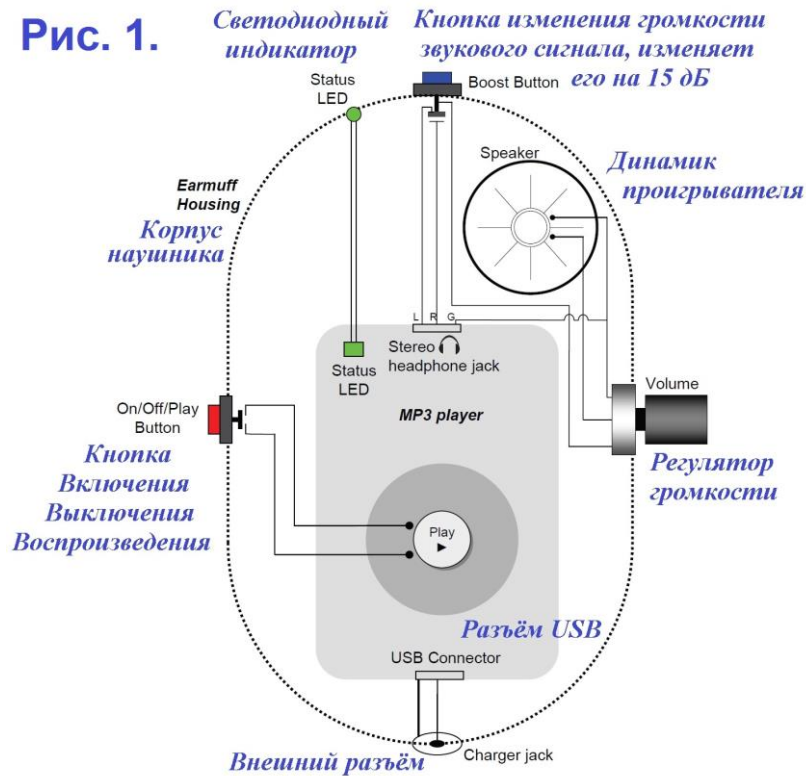 Рис. 1.
Светодиодный
индикатор
Кнопка изменения громкости
звукового сигнала, изменяет
его на 15 дБ
Status
LED
Boost Button
Speaker
Динамик
проигрывателя
Earmuff
Housing
Корпус
наушника
L R G
Stereo
headphone jack
Status
LED
MP3 player
Volume
Регулятор
громкости
On/Off/Play
Button
Кнопка
Включения
Выключения
Воспроизведения
Play
Разъём USB
USB Connector
Внешний разъём
Charger jack